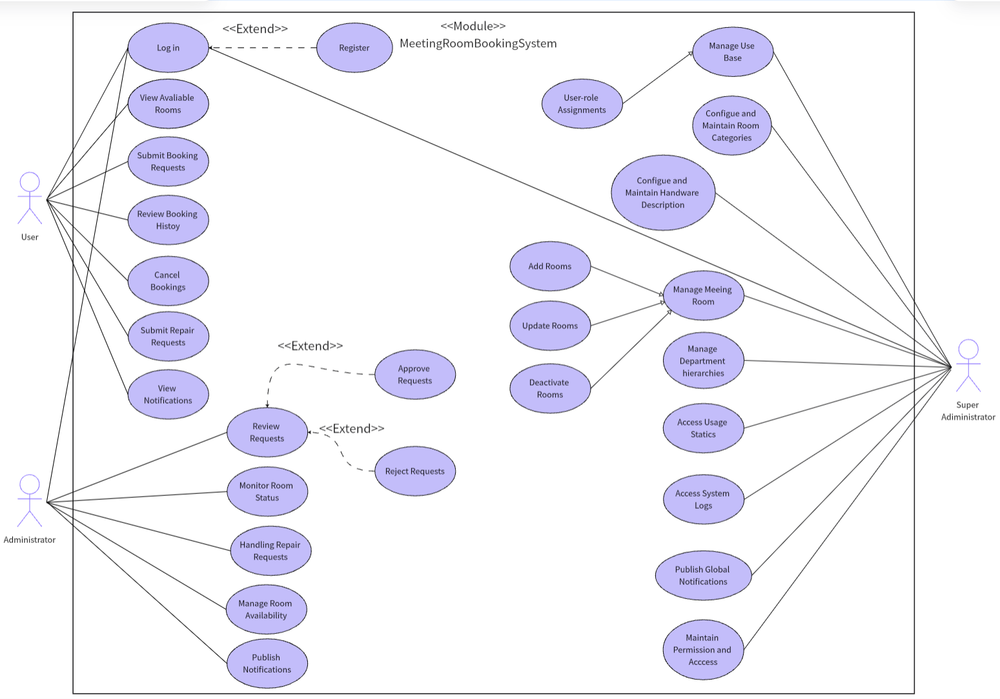 <<Extend>>
<<Module>>
MeetingRoomBookingSystem
Log in
Register
Manage Use
Base
View Avaliable
Rooms
User-role
Assignments
Configue and
Maintain Room
Categories
Submit Booking
Requests
Configue and
Maintain Hardware
Description
Review Booking
Histoy
User
Add Rooms
Cancel
Bookings
Manage Meeing
Room
Update Rooms
Submit Repair
Requests
<<Extend>>
Manage
Department
hierarchies
Approve
Requests
Deactivate
Rooms
View
Notifications
Super
Adiministrator
Review
Requests
<<Extend>>
Access Usage
Statics
Reject Requests
Monitor Room
Status
Access System
Logs
Administrator
Handling Repair
Requests
Publish Global
Notifications
Manage Room
Availability
Maintain
Permission and
Acccess
Publish
Notifications